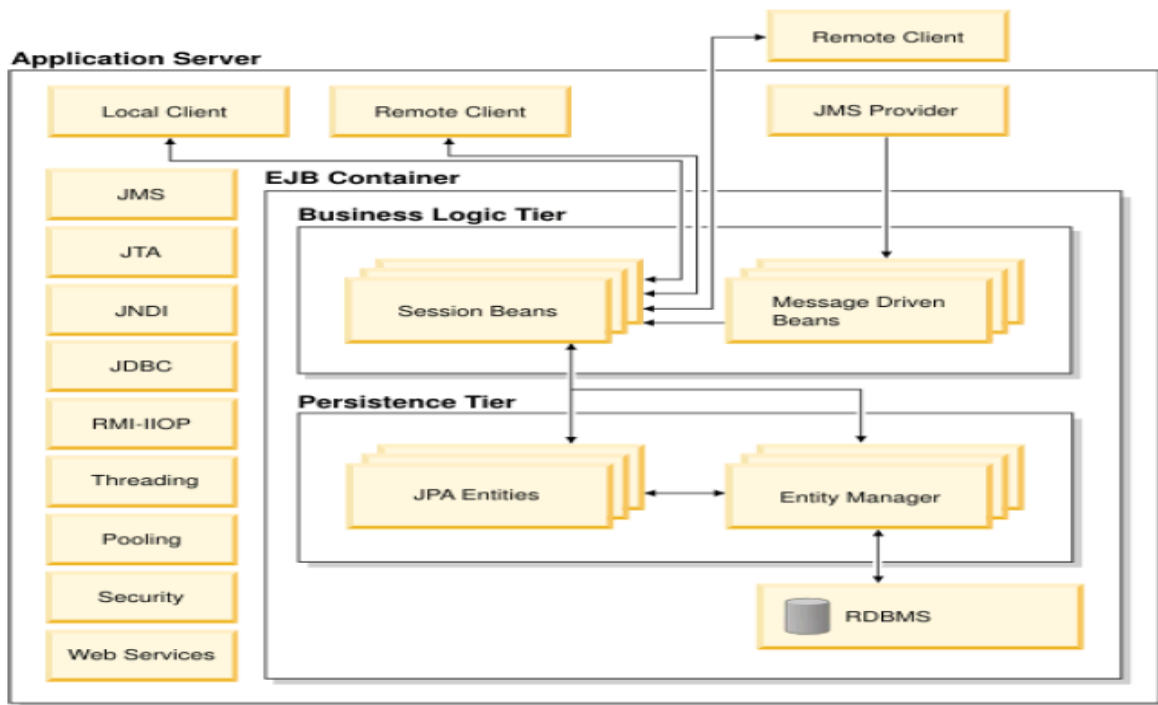 Remote Client
Application Server
Local Client
Remote Client
JMS Provider
JMS
JTA
JNDI
JDBC
RMI-IIOP
Threading
Pooling
Security
Web Services
EJB Container
Business Logic Tier
Session Beans
Message Driven
Beans
Persistence Tier
JPA Entities
Entity Manager
RDBMS